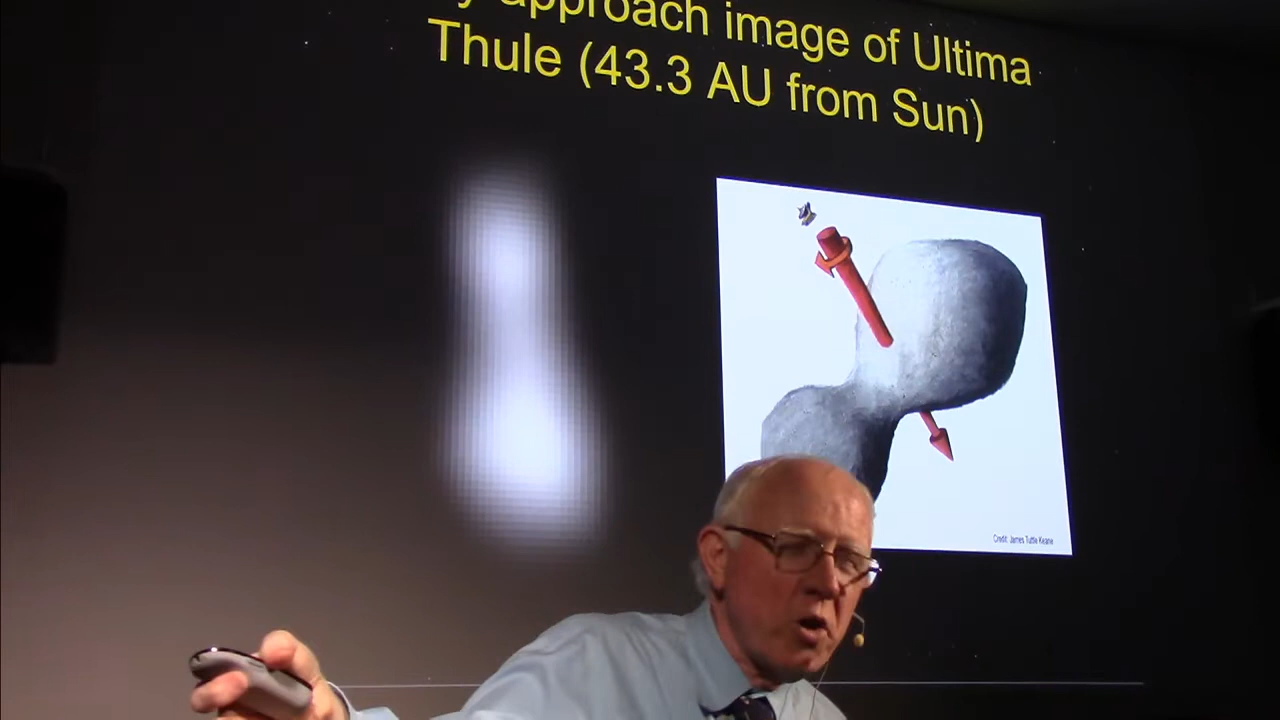 approach image of Ultima
Thule (43.3 AU from Sun)
Credit: James Tuttle Keane